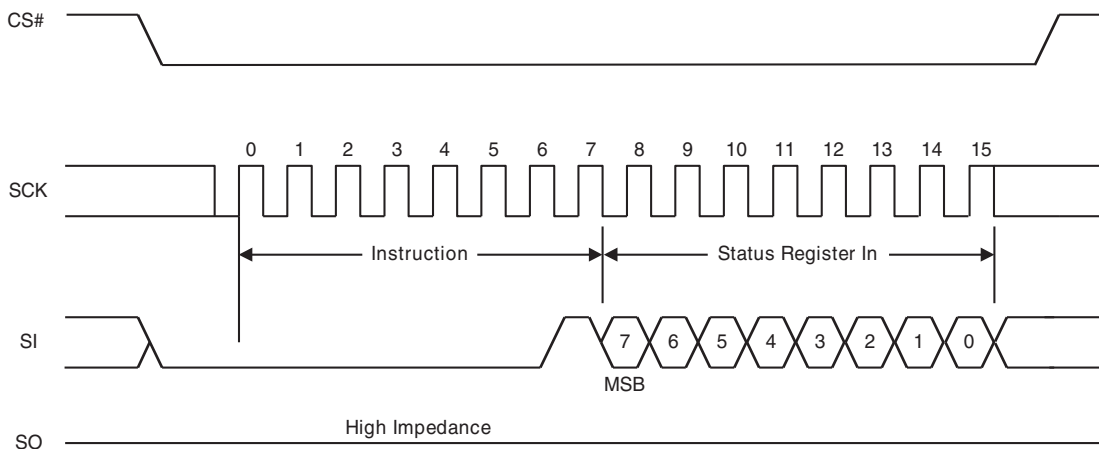 CS#
0 1 2 3 4 5 6 7 8 9 10 11 12 13 14 15
SCK
Instruction Status Register In
SI 7 6 5 4 3 2 1 0
MSB
High Impedance
SO